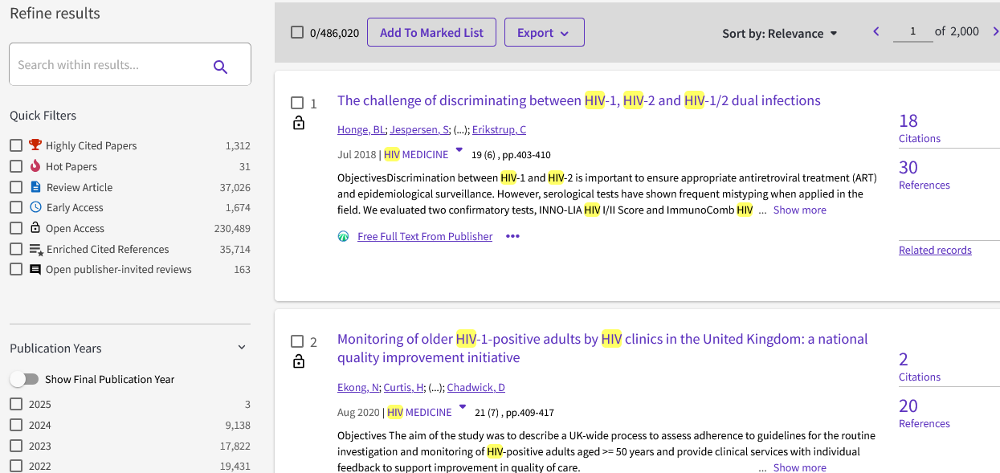 Refine results
Search within results...
Quick Filters
Highly Cited Papers 1,312
Hot Papers 31
Review Article 37,026
Early Access 1,674
Open Access 230,489
Enriched Cited References 35,714
Open publisher-invited reviews 163
Publication Years
Show Final Publication Year
2025 3
2024 9,138
2023 17,822
2022 19,431
0/486,020 Add To Marked List Export Sort by: Relevance 1 of 2,000
1 The challenge of discriminating between HIV-1, HIV-2 and HIV-1/2 dual infections
Honge, BL; Jespersen, S; (...); Erikstrup, C
Jul 2018 | HIV MEDICINE 19 (6) , pp.403-410
ObjectivesDiscrimination between HIV-1 and HIV-2 is important to ensure appropriate antiretroviral treatment (ART)
and epidemiological surveillance. However, serological tests have shown frequent mistyping when applied in the
field. We evaluated two confirmatory tests, INNO-LIA HIV I/II Score and ImmunoComb HIV ... Show more
Free Full Text From Publisher •••
18
Citations
30
References
Related records
2 Monitoring of older HIV-1-positive adults by HIV clinics in the United Kingdom: a national
quality improvement initiative
Ekong, N; Curtis, H; (...); Chadwick, D
Aug 2020 | HIV MEDICINE 21 (7) , pp.409-417
Objectives The aim of the study was to describe a UK-wide process to assess adherence to guidelines for the routine
investigation and monitoring of HIV-positive adults aged >= 50 years and provide clinical services with individual
feedback to support improvement in quality of care. ... Show more
2
Citations
20
References